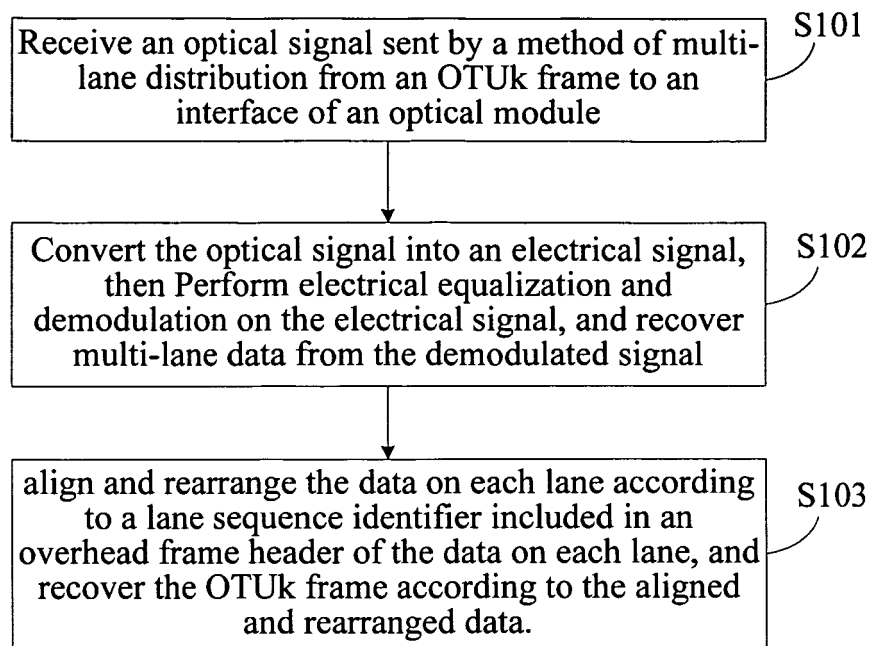 S101
Receive an optical signal sent by a method of multi-
lane distribution from an OTUk frame to an
interface of an optical module
S102
Convert the optical signal into an electrical signal,
then Perform electrical equalization and
demodulation on the electrical signal, and recover
multi-lane data from the demodulated signal
S103
align and rearrange the data on each lane according
to a lane sequence identifier included in an
overhead frame header of the data on each lane, and
recover the OTUk frame according to the aligned
and rearranged data.